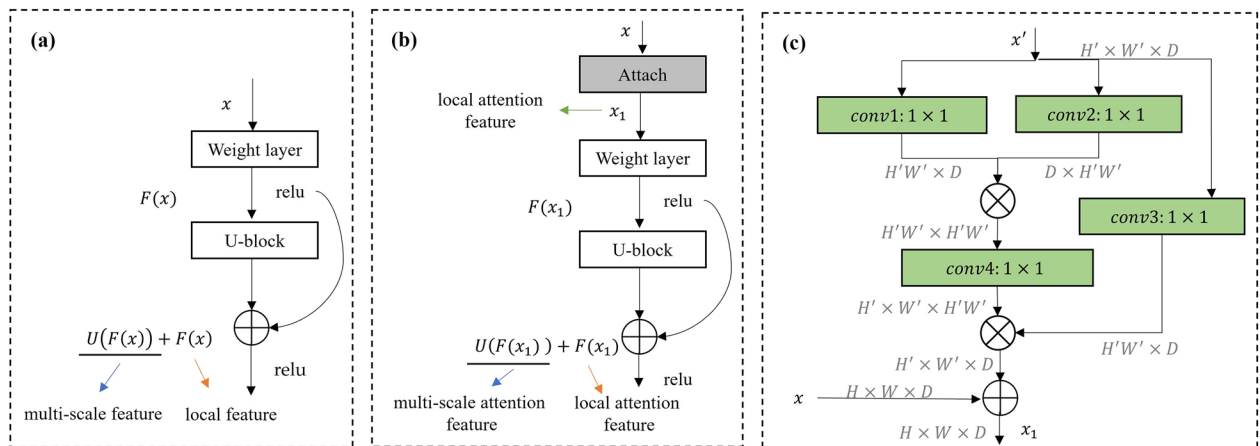 (a)
x
Weight layer
F(x)
relu
U-block
U(F(x)) + F(x)
relu
multi-scale feature
local feature
(b)
x
Attach
local attention
feature
x₁
Weight layer
F(x₁)
relu
U-block
U(F(x₁)) + F(x₁)
relu
multi-scale attention
feature
local attention
feature
(c)
x′
H′ × W′ × D
conv1: 1 × 1
conv2: 1 × 1
H′W′ × D
D × H′W′
conv3: 1 × 1
H′W′ × H′W′
conv4: 1 × 1
H′ × W′ × H′W′
H′W′ × D
H′ × W′ × D
x
H × W × D
H × W × D
x₁